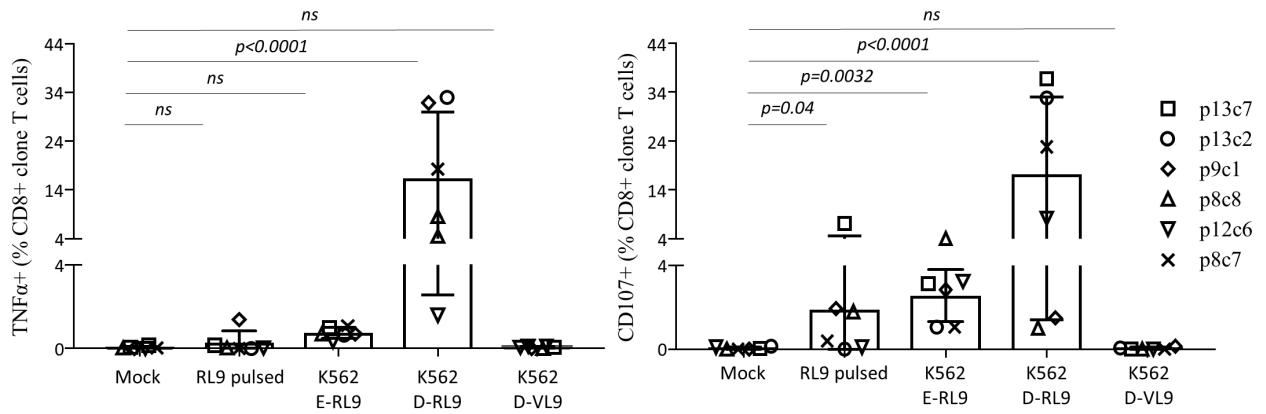 TNFα+ (% CD8+ clone T cells)
44
34
24
14
4
4
0
ns
p<0.0001
ns
ns
Mock
RL9 pulsed
K562
E-RL9
K562
D-RL9
K562
D-VL9
CD107+ (% CD8+ clone T cells)
44
34
24
14
4
4
0
ns
p<0.0001
p=0.0032
p=0.04
Mock
RL9 pulsed
K562
E-RL9
K562
D-RL9
K562
D-VL9
p13c7
p13c2
p9c1
p8c8
p12c6
p8c7